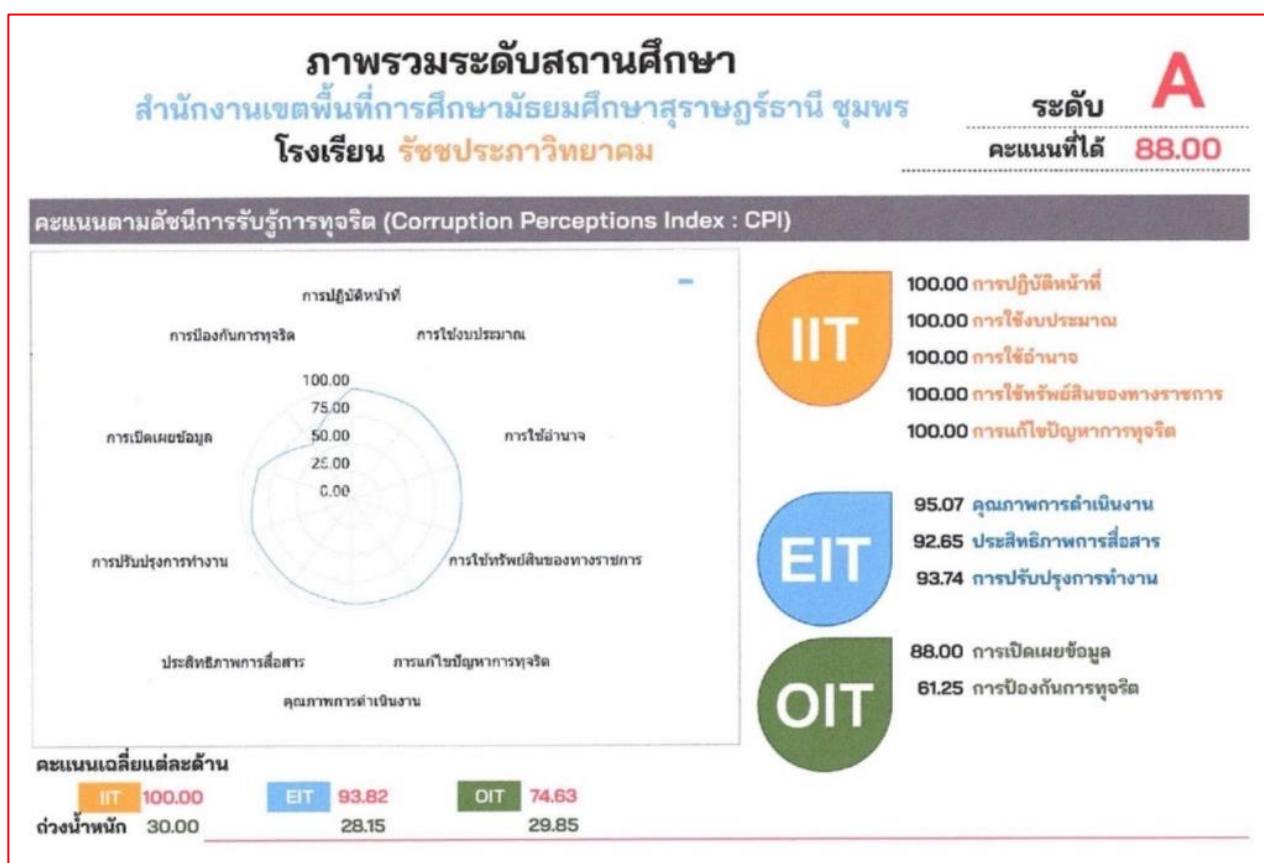 ภาพรวมระดับสถานศึกษา
สำนักงานเขตพื้นที่การศึกษามัธยมศึกษาสุราษฎร์ธานี ชุมพร
โรงเรียน รัชชประภาวิทยาคม
ระดับ A
คะแนนที่ได้ 88.00
คะแนนตามดัชนีการรับรู้การทุจริต (Corruption Perceptions Index : CPI)
การปฏิบัติหน้าที่
การป้องกันการทุจริต
การใช้งบประมาณ
100.00
75.00
50.00
25.00
0.00
การเปิดเผยข้อมูล
การใช้อำนาจ
การปรับปรุงการทำงาน
การใช้ทรัพย์สินของทางราชการ
ประสิทธิภาพการสื่อสาร
การแก้ไขปัญหาการทุจริต
คุณภาพการดำเนินงาน
IIT
100.00 การปฏิบัติหน้าที่
100.00 การใช้งบประมาณ
100.00 การใช้อำนาจ
100.00 การใช้ทรัพย์สินของทางราชการ
100.00 การแก้ไขปัญหาการทุจริต
EIT
95.07 คุณภาพการดำเนินงาน
92.65 ประสิทธิภาพการสื่อสาร
93.74 การปรับปรุงการทำงาน
OIT
88.00 การเปิดเผยข้อมูล
61.25 การป้องกันการทุจริต
คะแนนเฉลี่ยแต่ละด้าน
IIT 100.00 EIT 93.82 OIT 74.63
ถ่วงน้ำหนัก 30.00 28.15 29.85